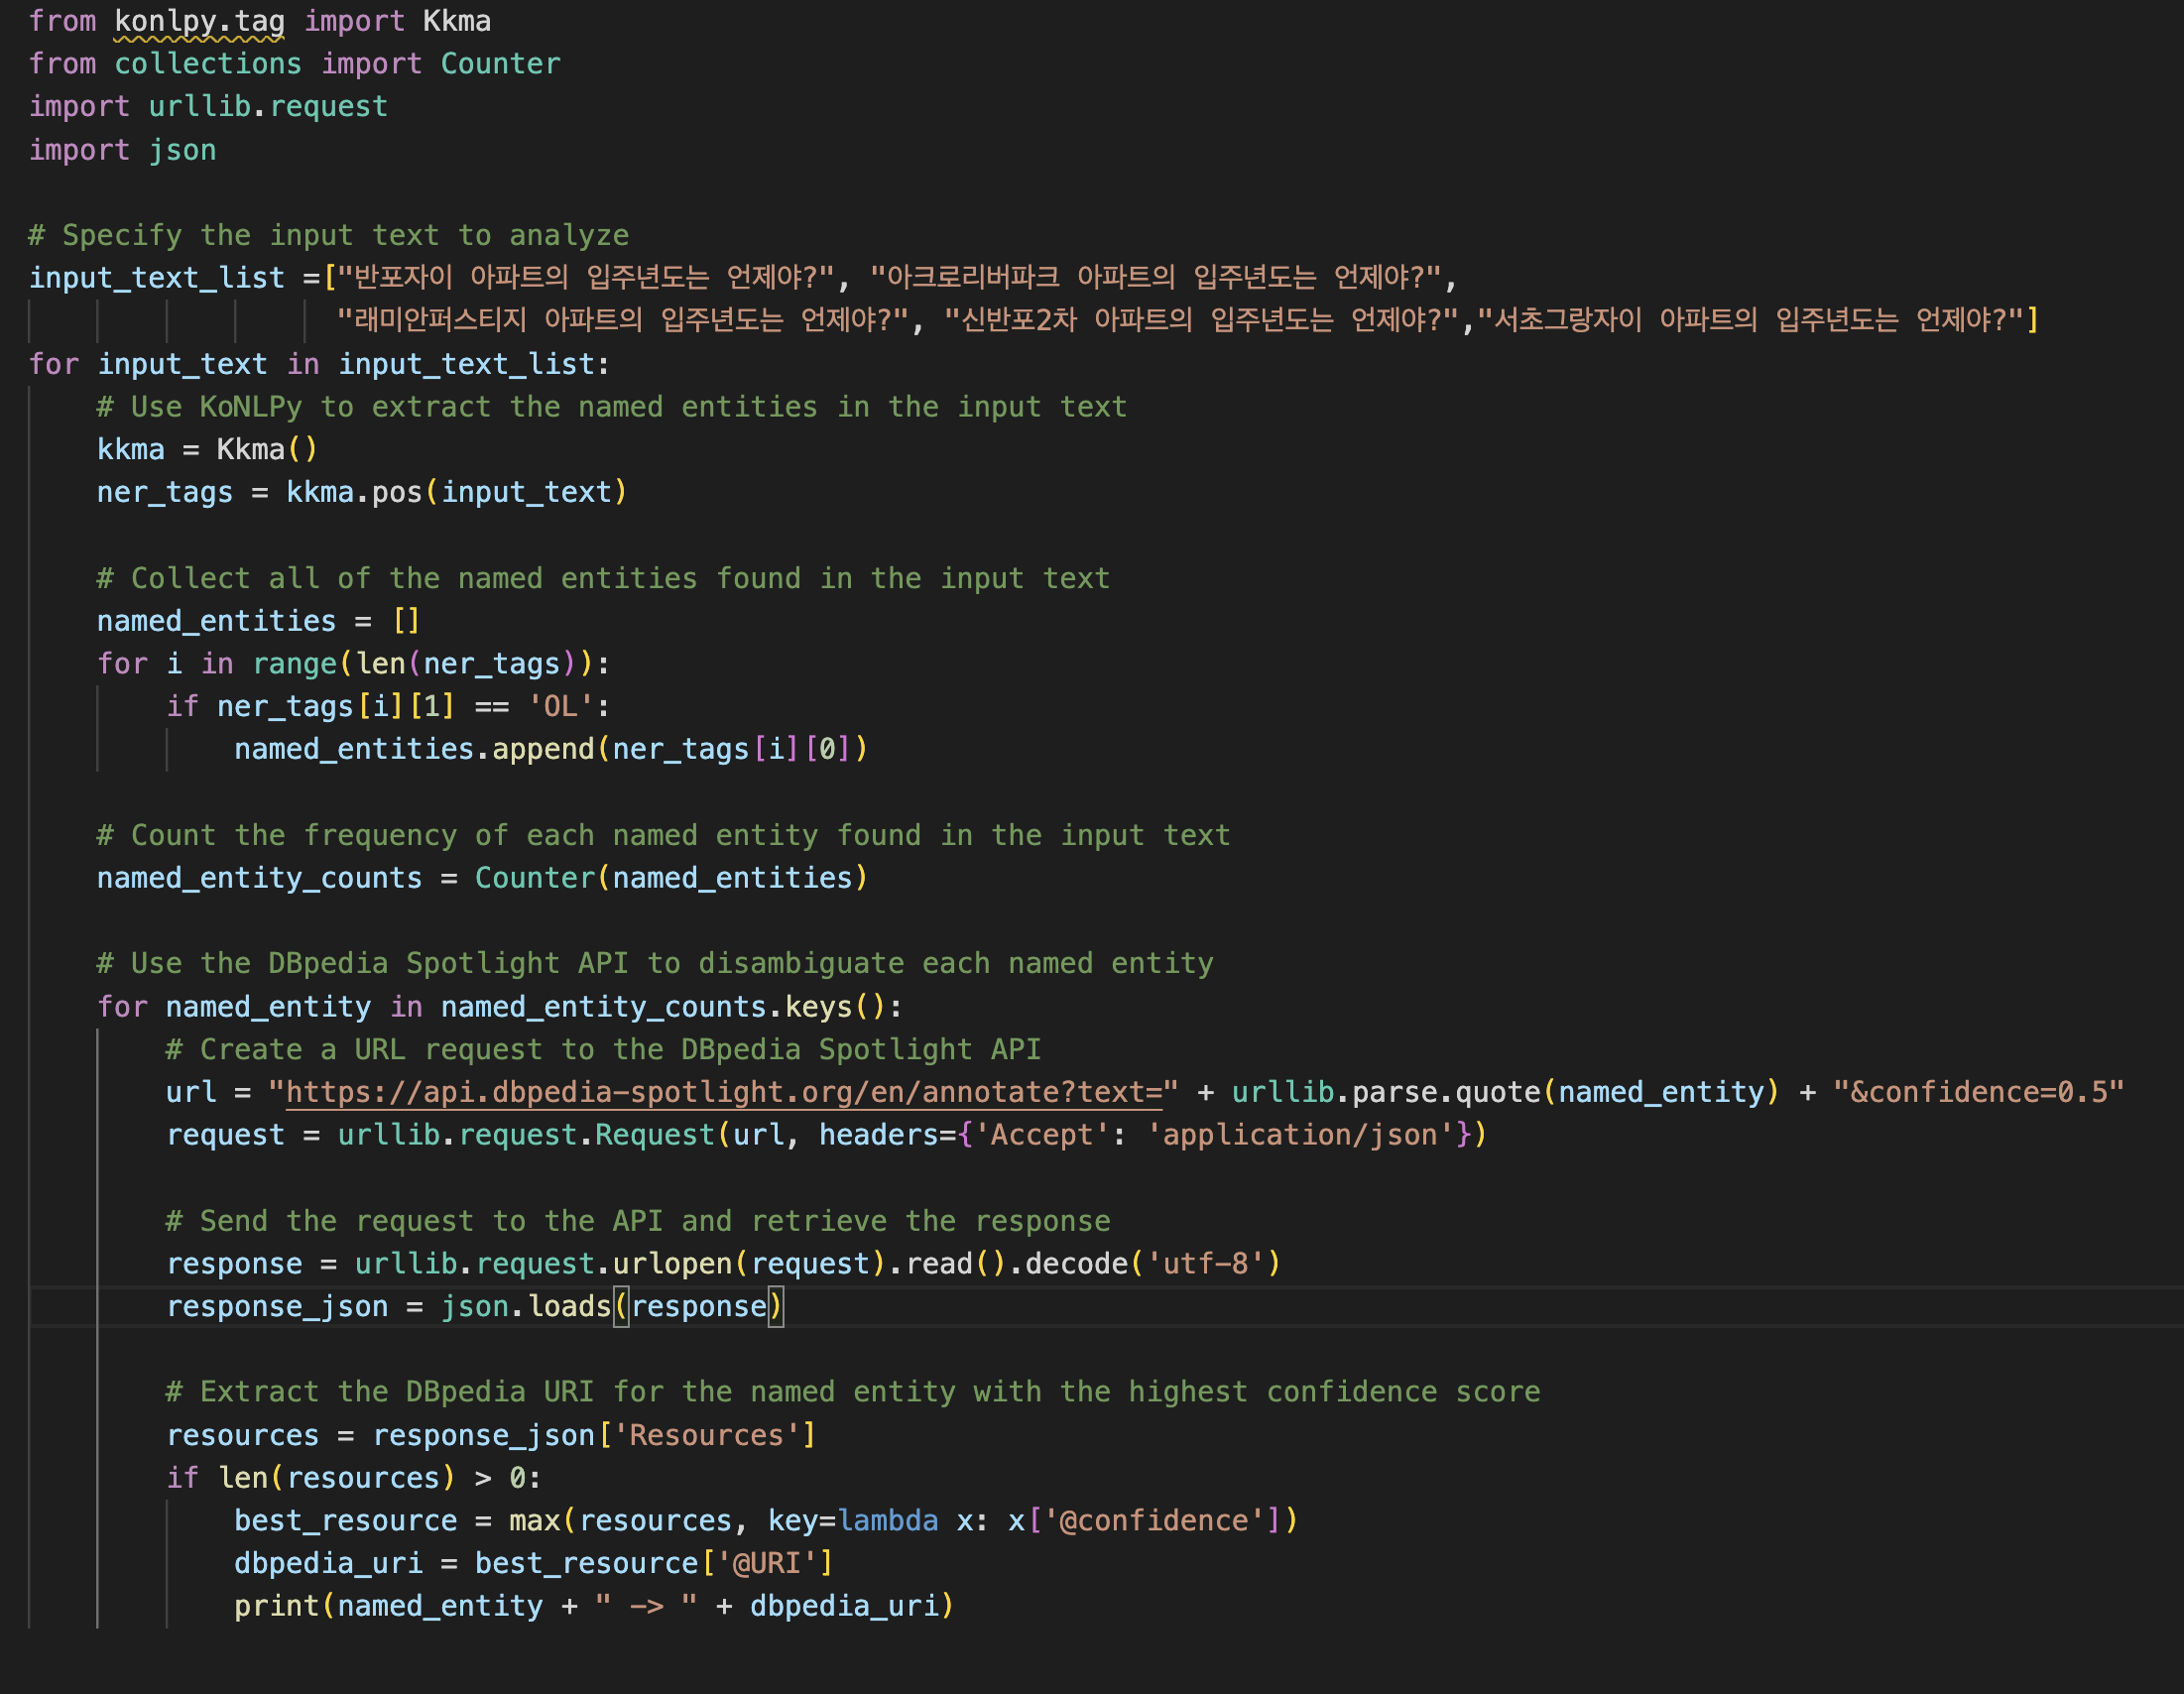 from konlpy.tag import Kkma
from collections import Counter
import urllib.request
import json
# Specify the input text to analyze
input_text_list =["반포자이 아파트의 입주년도는 언제야?", "아크로리버파크 아파트의 입주년도는 언제야?",
"래미안퍼스티지 아파트의 입주년도는 언제야?", "신반포2차 아파트의 입주년도는 언제야?","서초그랑자이 아파트의 입주년도는 언제야?"]
for input_text in input_text_list:
# Use KoNLPy to extract the named entities in the input text
kkma = Kkma()
ner_tags = kkma.pos(input_text)
# Collect all of the named entities found in the input text
named_entities = []
for i in range(len(ner_tags)):
if ner_tags[i][1] == 'OL':
named_entities.append(ner_tags[i][0])
# Count the frequency of each named entity found in the input text
named_entity_counts = Counter(named_entities)
# Use the DBpedia Spotlight API to disambiguate each named entity
for named_entity in named_entity_counts.keys():
# Create a URL request to the DBpedia Spotlight API
url = "https://api.dbpedia-spotlight.org/en/annotate?text=" + urllib.parse.quote(named_entity) + "&confidence=0.5"
request = urllib.request.Request(url, headers={'Accept': 'application/json'})
# Send the request to the API and retrieve the response
response = urllib.request.urlopen(request).read().decode('utf-8')
response_json = json.loads(response)
# Extract the DBpedia URI for the named entity with the highest confidence score
resources = response_json['Resources']
if len(resources) > 0:
best_resource = max(resources, key=lambda x: x['@confidence'])
dbpedia_uri = best_resource['@URI']
print(named_entity + " -> " + dbpedia_uri)